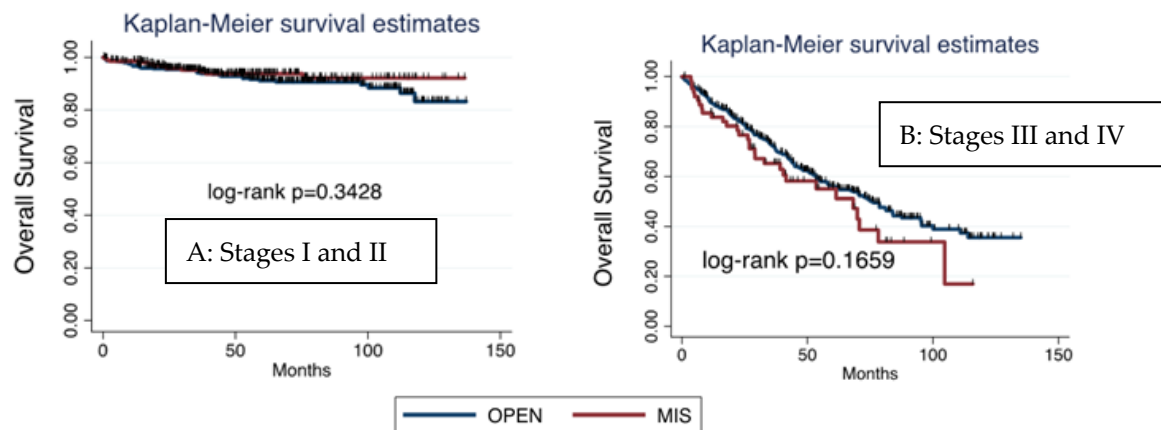 Kaplan-Meier survival estimates
Overall Survival
1.00
0.80
0.60
0.40
0.20
0.00
log-rank p=0.3428
A: Stages I and II
0
50
100
150
Months
Kaplan-Meier survival estimates
Overall Survival
1.00
0.80
0.60
0.40
0.20
0.00
B: Stages III and IV
log-rank p=0.1659
0
50
100
150
Months
OPEN
MIS